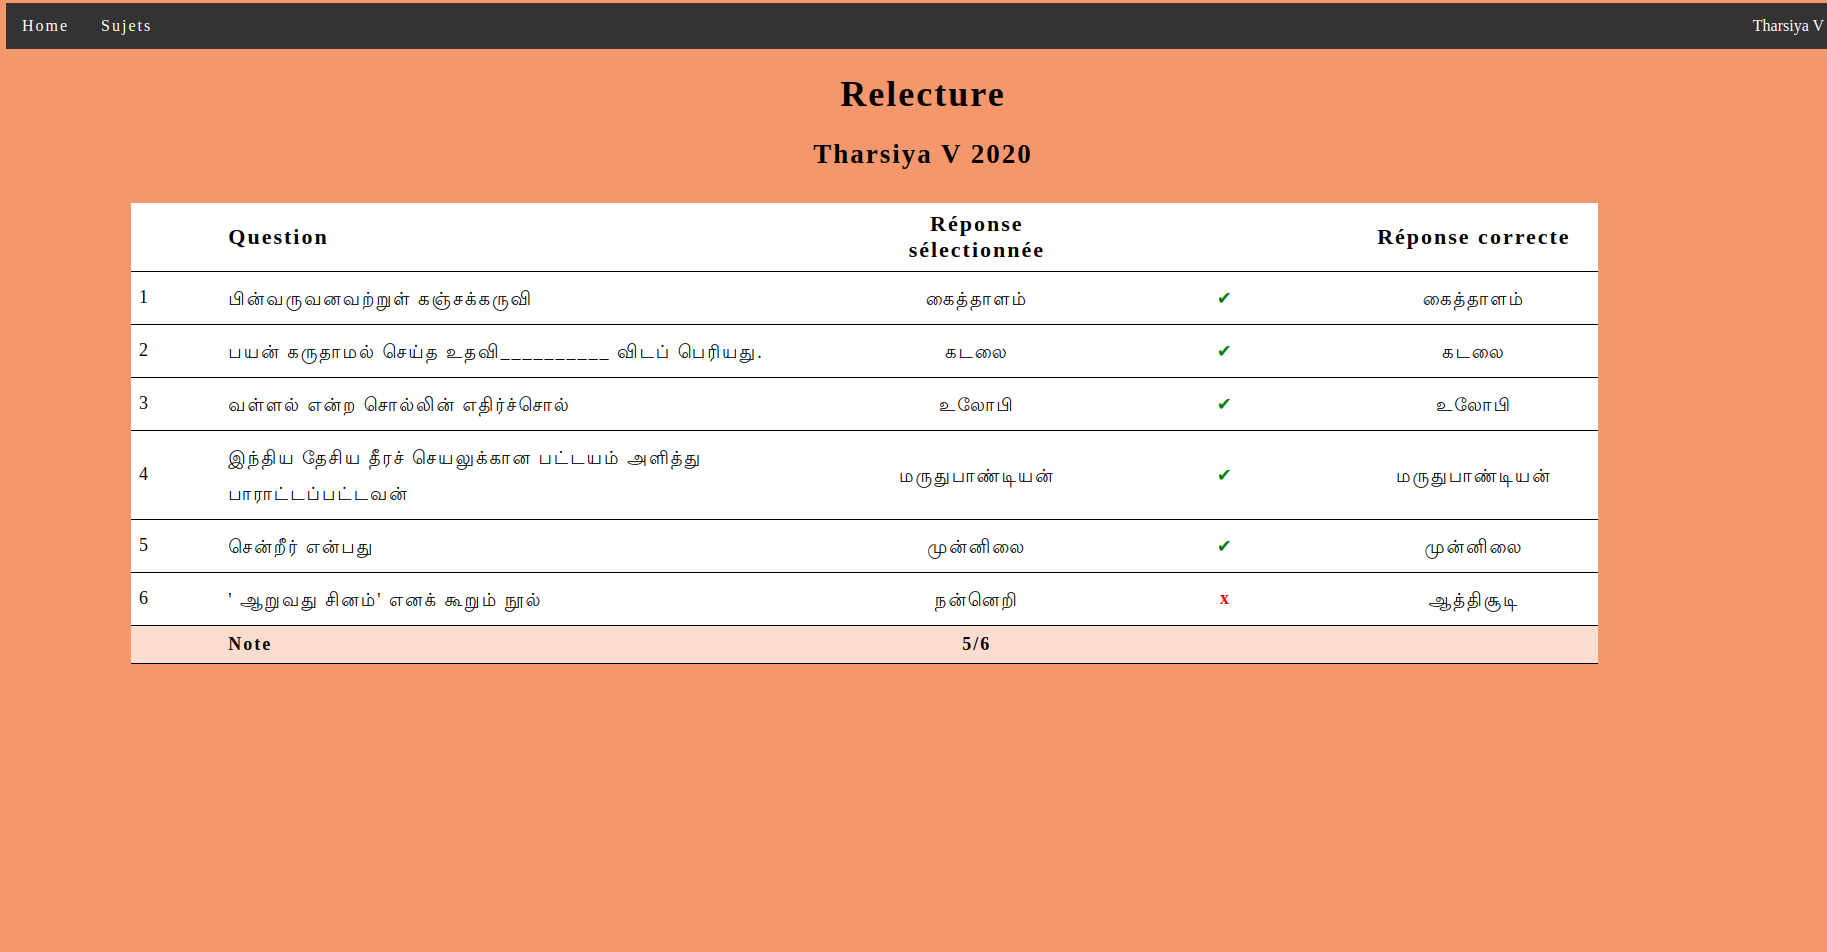 Home Sujets Tharsiya V
Relecture
Tharsiya V 2020
Question Réponse sélectionnée Réponse correcte
1 பின்வருவனவற்றுள் கஞ்சக்கருவி கைத்தாளம் ✔ கைத்தாளம்
2 பயன் கருதாமல் செய்த உதவி__________ விடப் பெரியது. கடலை ✔ கடலை
3 வள்ளல் என்ற சொல்லின் எதிர்ச்சொல் உலோபி ✔ உலோபி
4 இந்திய தேசிய தீரச் செயலுக்கான பட்டயம் அளித்து
பாராட்டப்பட்டவன் மருதுபாண்டியன் ✔ மருதுபாண்டியன்
5 சென்றீர் என்பது முன்னிலை ✔ முன்னிலை
6 ' ஆறுவது சினம்' எனக் கூறும் நூல் நன்னெறி x ஆத்திசூடி
Note 5/6